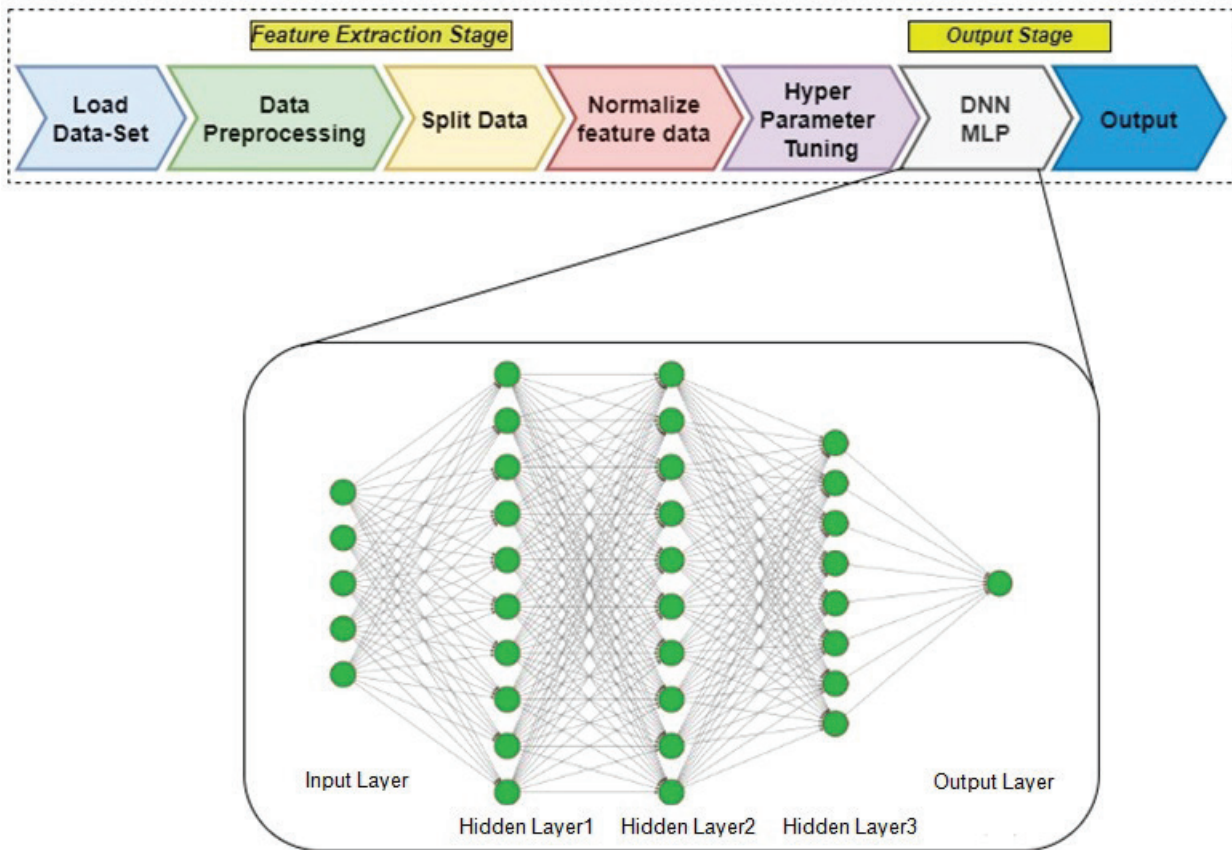 Feature Extraction Stage
Output Stage
Load
Data-Set
Data
Preprocessing
Split Data
Normalize
feature data
Hyper
Parameter
Tuning
DNN
MLP
Output
Input Layer
Output Layer
Hidden Layer1
Hidden Layer2
Hidden Layer3